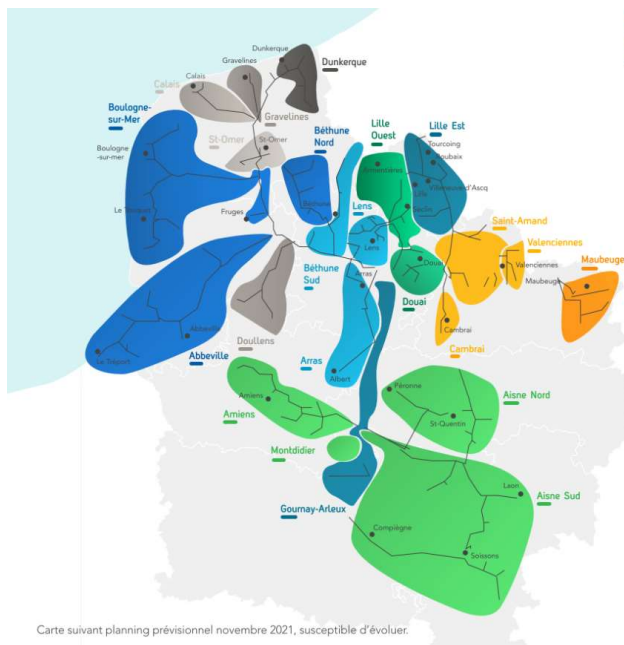 Dunkerque
Gravelines
Dunkerque
Calais
Calais
Gravelines
Boulogne-
sur-Mer
St-Omer
St-Omer
Béthune
Nord
Lille
Ouest
Lille Est
Tourcoing
Roubaix
Boulogne
-sur-mer
Armentières
Villeneuve d'Ascq
Lille
Béthune
Lens
Seclin
Fruges
Saint-Amand
Lens
Valenciennes
Béthune
Sud
Arras
Douai
Valenciennes
Maubeuge
Maubeuge
Douai
Doullens
Cambrai
Cambrai
Abbeville
Le Tréport
Abbeville
Arras
Albert
Péronne
Aisne Nord
Amiens
Amiens
St-Quentin
Montdidier
Laon
Aisne Sud
Gournay-Arleux
Compiègne
Soissons
Carte suivant planning prévisionnel novembre 2021, susceptible d'évoluer.